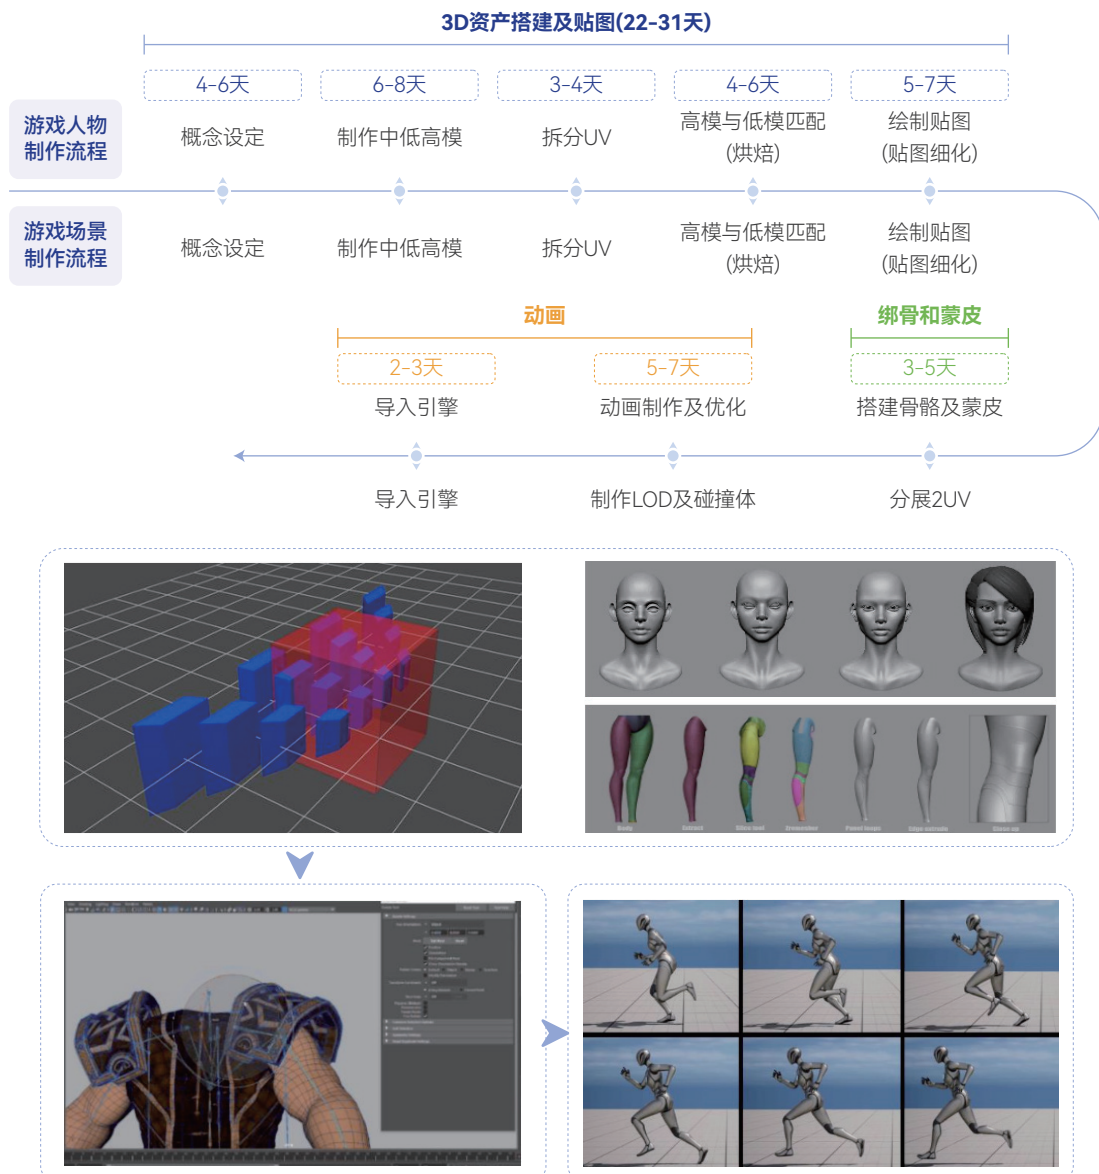 3D资产搭建及贴图(22-31天)
4-6天
6-8天
3-4天
4-6天
5-7天
游戏人物
制作流程
概念设定
制作中低高模
拆分UV
高模与低模匹配
(烘焙)
绘制贴图
(贴图细化)
游戏场景
制作流程
概念设定
制作中低高模
拆分UV
高模与低模匹配
(烘焙)
绘制贴图
(贴图细化)
动画
绑骨和蒙皮
2-3天
5-7天
3-5天
导入引擎
动画制作及优化
搭建骨骼及蒙皮
导入引擎
制作LOD及碰撞体
分展2UV
Body
Extract
Panel loops
Edge extrude
Close up